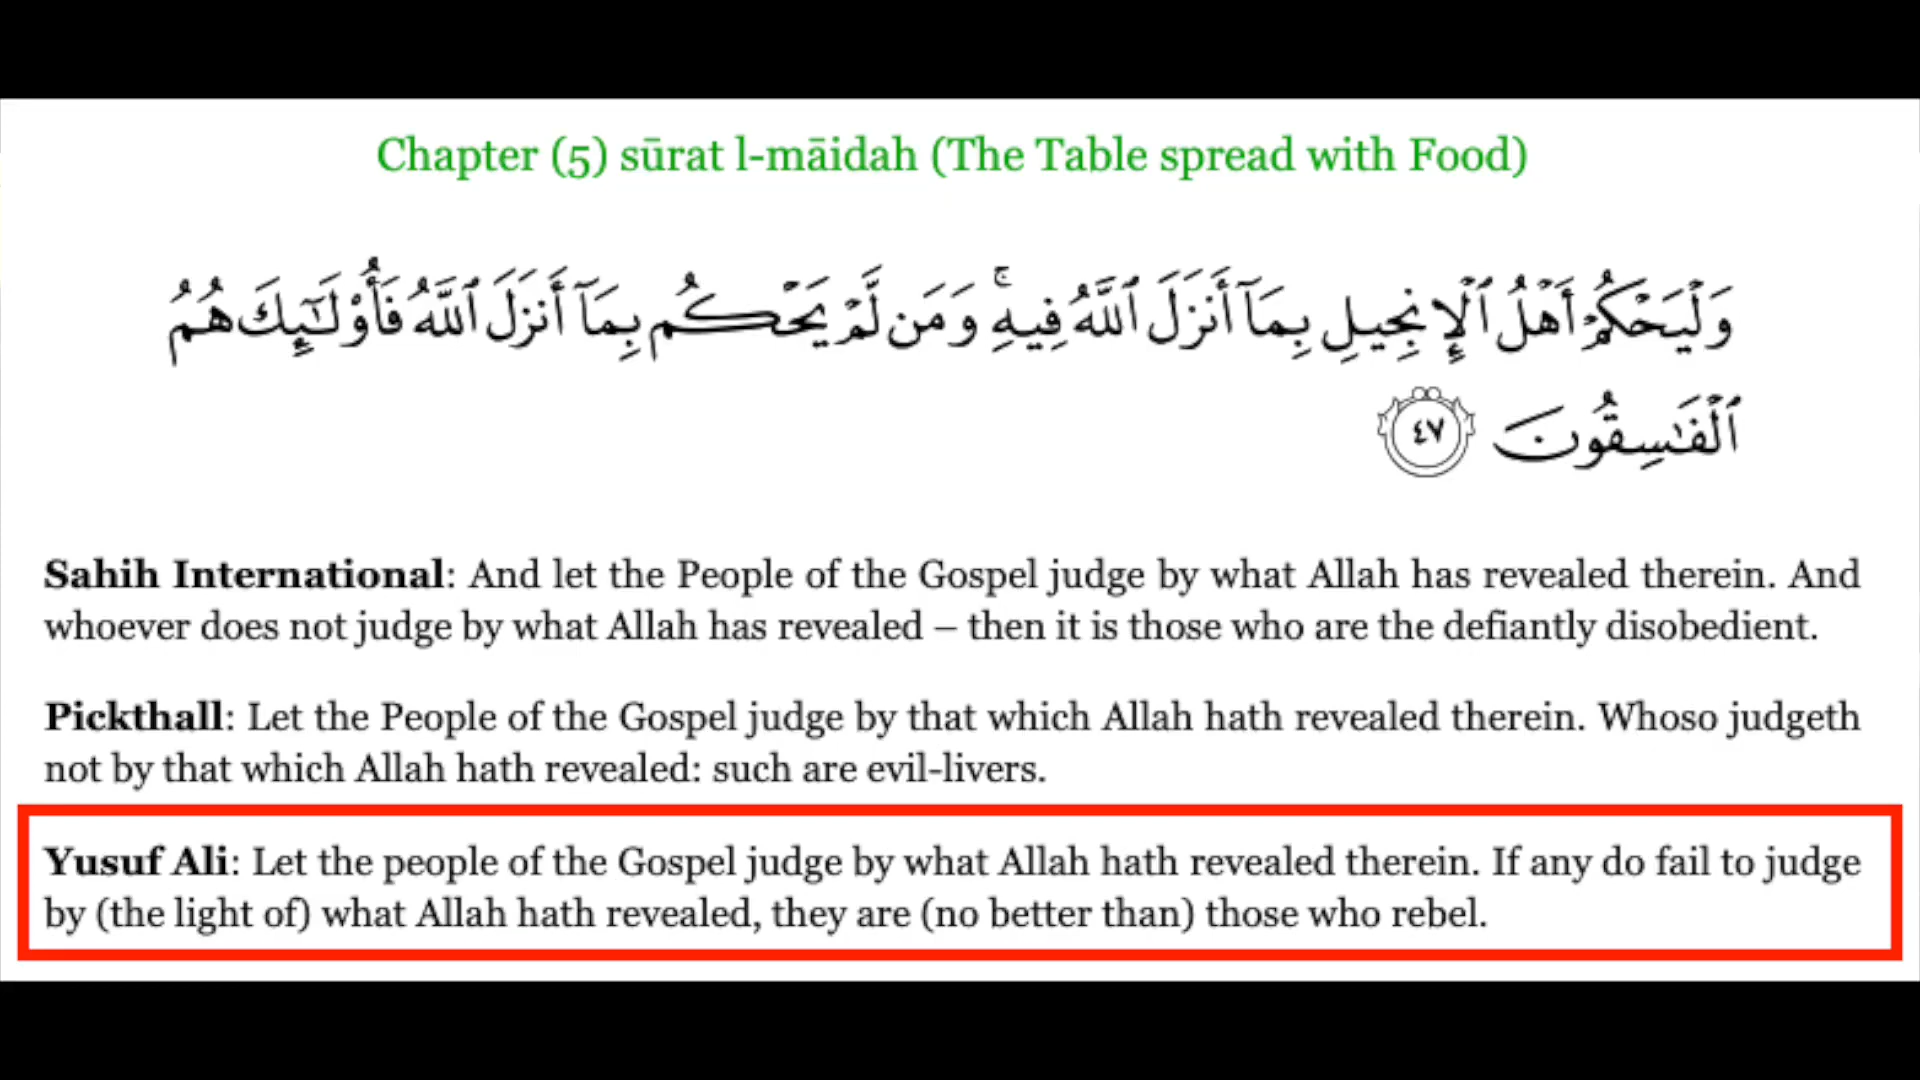 Chapter (5) sūrat l-māidah (The Table spread with Food)
وَلْيَحْكُمْ أَهْلُ ٱلْإِنجِيلِ بِمَآ أَنزَلَ ٱللَّهُ فِيهِ ۚ وَمَن لَّمْ يَحْكُم بِمَآ أَنزَلَ ٱللَّهُ فَأُو۟لَـٰٓئِكَ هُمُ
ٱلْفَـٰسِقُونَ ٤٧
Sahih International: And let the People of the Gospel judge by what Allah has revealed therein. And
whoever does not judge by what Allah has revealed – then it is those who are the defiantly disobedient.
Pickthall: Let the People of the Gospel judge by that which Allah hath revealed therein. Whoso judgeth
not by that which Allah hath revealed: such are evil-livers.
Yusuf Ali: Let the people of the Gospel judge by what Allah hath revealed therein. If any do fail to judge
by (the light of) what Allah hath revealed, they are (no better than) those who rebel.